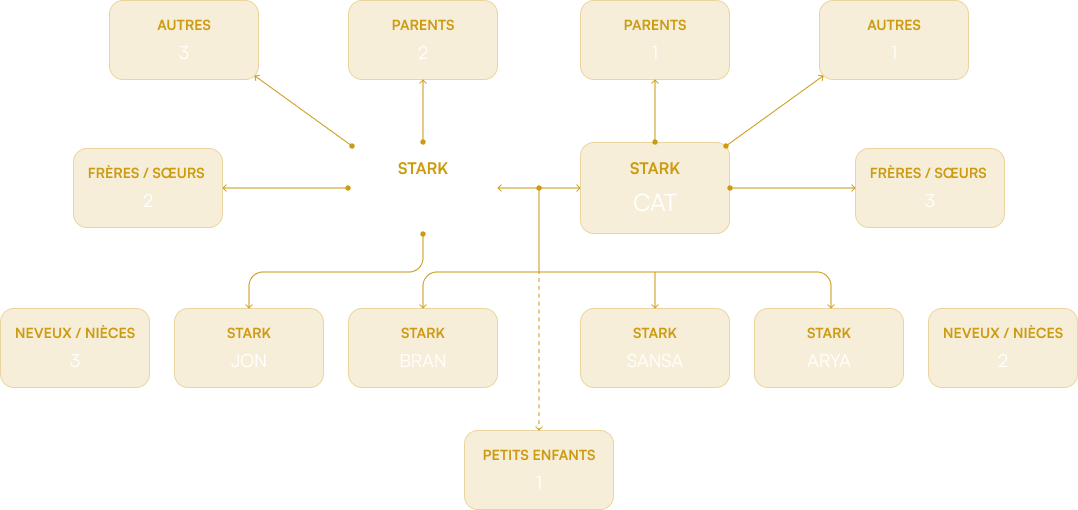 AUTRES
3
PARENTS
2
PARENTS
1
AUTRES
1
FRÈRES / SŒURS
2
STARK
STARK
CAT
FRÈRES / SŒURS
3
NEVEUX / NIÈCES
3
STARK
JON
STARK
BRAN
STARK
SANSA
STARK
ARYA
NEVEUX / NIÈCES
2
PETITS ENFANTS
1